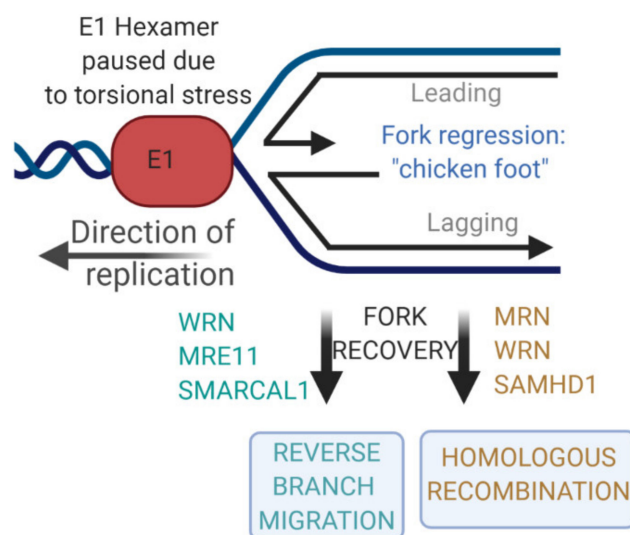 E1 Hexamer
paused due
to torsional stress
E1
Leading
Fork regression:
"chicken foot"
Lagging
Direction of
replication
WRN
MRE11
SMARCAL1
FORK
RECOVERY
MRN
WRN
SAMHD1
REVERSE
BRANCH
MIGRATION
HOMOLOGOUS
RECOMBINATION